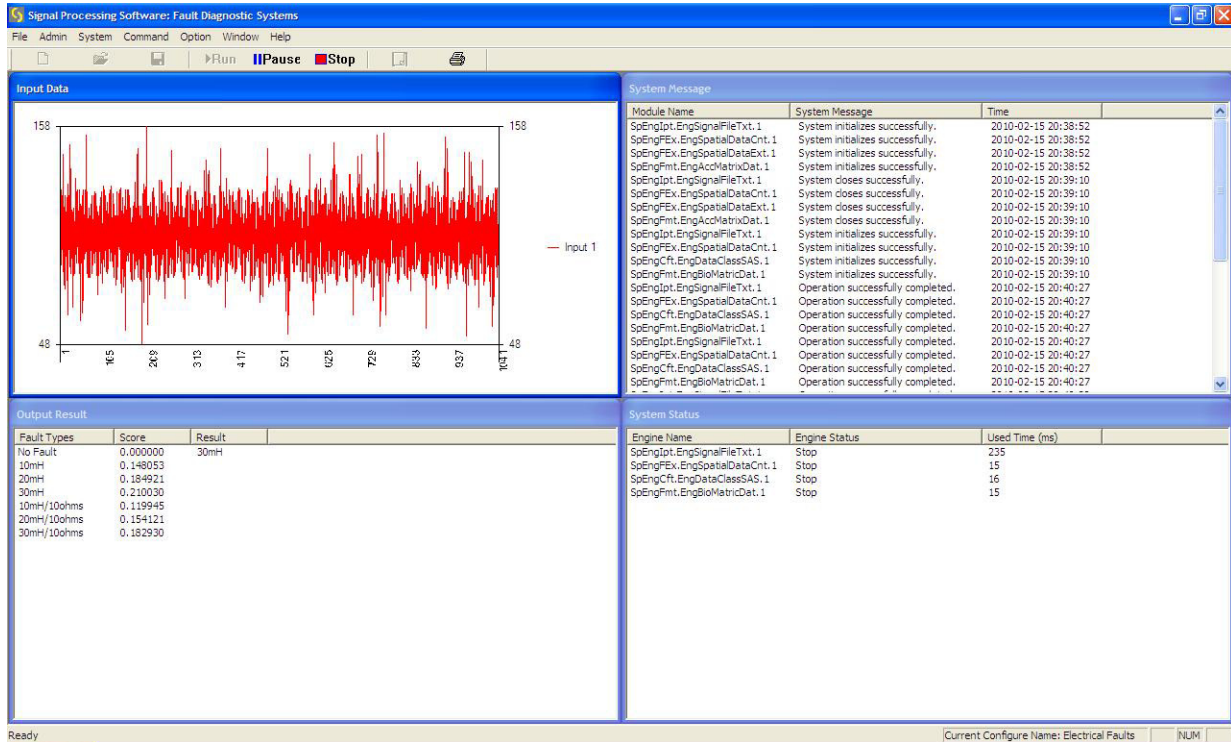 Signal Processing Software: Fault Diagnostic Systems
File Admin System Command Option Window Help
Run Pause Stop
Input Data
158 158
48 48
1 165 209 313 417 521 625 729 833 937 1041
Input 1
System Message
Module Name System Message Time
SpEngIpt.EngSignalFileTxt.1 System initializes successfully. 2010-02-15 20:38:52
SpEngFEx.EngSpatialDataCnt.1 System initializes successfully. 2010-02-15 20:38:52
SpEngFEx.EngSpatialDataExt.1 System initializes successfully. 2010-02-15 20:38:52
SpEngFmt.EngAccMatrixDat.1 System initializes successfully. 2010-02-15 20:38:52
SpEngIpt.EngSignalFileTxt.1 System closes successfully. 2010-02-15 20:39:10
SpEngFEx.EngSpatialDataCnt.1 System closes successfully. 2010-02-15 20:39:10
SpEngFEx.EngSpatialDataExt.1 System closes successfully. 2010-02-15 20:39:10
SpEngFmt.EngAccMatrixDat.1 System closes successfully. 2010-02-15 20:39:10
SpEngIpt.EngSignalFileTxt.1 System initializes successfully. 2010-02-15 20:39:10
SpEngFEx.EngSpatialDataCnt.1 System initializes successfully. 2010-02-15 20:39:10
SpEngCft.EngDataClassSAS.1 System initializes successfully. 2010-02-15 20:39:10
SpEngFmt.EngBioMatricDat.1 System initializes successfully. 2010-02-15 20:39:10
SpEngIpt.EngSignalFileTxt.1 Operation successfully completed. 2010-02-15 20:40:27
SpEngFEx.EngSpatialDataCnt.1 Operation successfully completed. 2010-02-15 20:40:27
SpEngCft.EngDataClassSAS.1 Operation successfully completed. 2010-02-15 20:40:27
SpEngFmt.EngBioMatricDat.1 Operation successfully completed. 2010-02-15 20:40:27
SpEngIpt.EngSignalFileTxt.1 Operation successfully completed. 2010-02-15 20:40:27
SpEngFEx.EngSpatialDataCnt.1 Operation successfully completed. 2010-02-15 20:40:27
SpEngCft.EngDataClassSAS.1 Operation successfully completed. 2010-02-15 20:40:27
SpEngFmt.EngBioMatricDat.1 Operation successfully completed. 2010-02-15 20:40:27
Output Result
Fault Types Score Result
No Fault 0.000000 30mH
10mH 0.148053
20mH 0.184921
30mH 0.210030
10mH/10ohms 0.119945
20mH/10ohms 0.154121
30mH/10ohms 0.182930
System Status
Engine Name Engine Status Used Time (ms)
SpEngIpt.EngSignalFileTxt.1 Stop 235
SpEngFEx.EngSpatialDataCnt.1 Stop 15
SpEngCft.EngDataClassSAS.1 Stop 16
SpEngFmt.EngBioMatricDat.1 Stop 15
Ready Current Configure Name: Electrical Faults NUM